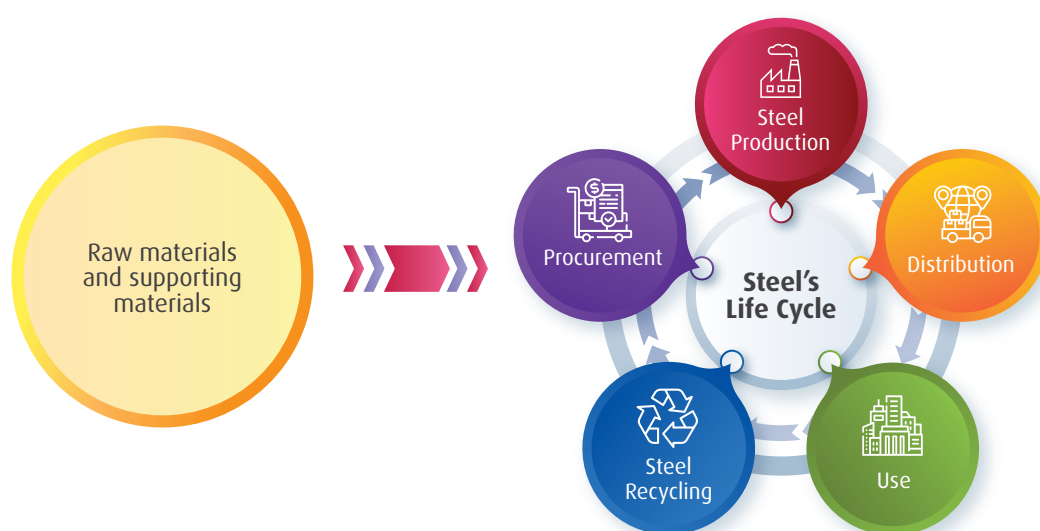 Raw materials
and supporting
materials
Steel
Production
Procurement
Distribution
Steel's
Life Cycle
Steel
Recycling
Use